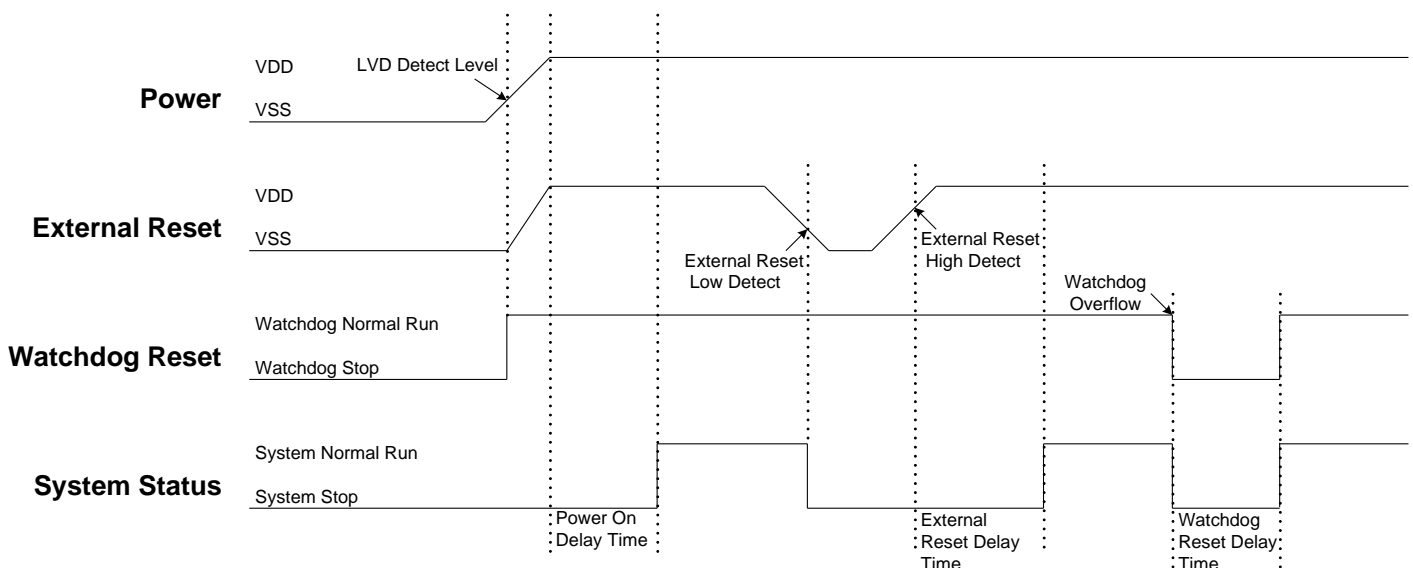 VDD
LVD Detect Level
Power
VSS
VDD
External Reset
VSS
External Reset
Low Detect
External Reset
High Detect
Watchdog
Overflow
Watchdog Normal Run
Watchdog Reset
Watchdog Stop
System Normal Run
System Status
System Stop
Power On
Delay Time
External
Reset Delay
Time
Watchdog
Reset Delay
Time